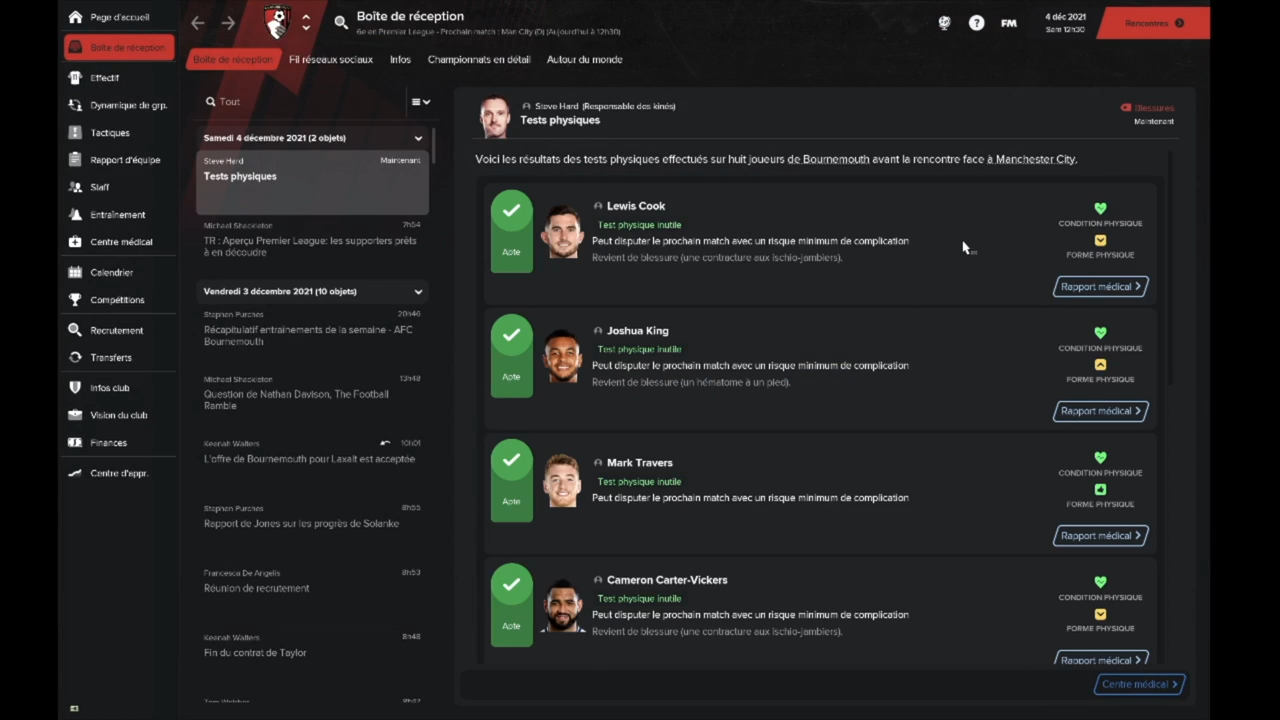 Page d'accueil
Boîte de réception
Effectif
Dynamique de grp.
Tactiques
Rapport d'équipe
Staff
Entraînement
Centre médical
Calendrier
Compétitions
Recrutement
Transferts
Infos club
Vision du club
Finances
Centre d'appr.
Boîte de réception
6e en Premier League - Prochain match : Man City (D) (Aujourd'hui à 12h30)
FM
4 déc 2021
Sam 12h30
Rencontres
Boîte de réception
Fil réseaux sociaux
Infos
Championnats en détail
Autour du monde
Tout
Samedi 4 décembre 2021 (2 objets)
Steve Hard Maintenant
Tests physiques
Michael Shackleton 7h54
TR : Aperçu Premier League: les supporters prêts
à en découdre
Vendredi 3 décembre 2021 (10 objets)
Stephen Purches 20h46
Récapitulatif entraînements de la semaine - AFC
Bournemouth
Michael Shackleton 13h48
Question de Nathan Davison, The Football
Ramble
Keenah Walters 10h01
L'offre de Bournemouth pour Laxalt est acceptée
Stephen Purches 8h55
Rapport de Jones sur les progrès de Solanke
Francesca De Angelis 8h53
Réunion de recrutement
Keenah Walters 8h48
Fin du contrat de Taylor
Steve Hard (Responsable des kinés)
Tests physiques
Blessures
Maintenant
Voici les résultats des tests physiques effectués sur huit joueurs de Bournemouth avant la rencontre face à Manchester City.
Apte
Lewis Cook
Test physique inutile
Peut disputer le prochain match avec un risque minimum de complication
Revient de blessure (une contracture aux ischio-jambiers).
CONDITION PHYSIQUE
FORME PHYSIQUE
Rapport médical
Apte
Joshua King
Test physique inutile
Peut disputer le prochain match avec un risque minimum de complication
Revient de blessure (un hématome à un pied).
CONDITION PHYSIQUE
FORME PHYSIQUE
Rapport médical
Apte
Mark Travers
Test physique inutile
Peut disputer le prochain match avec un risque minimum de complication
CONDITION PHYSIQUE
FORME PHYSIQUE
Rapport médical
Apte
Cameron Carter-Vickers
Test physique inutile
Peut disputer le prochain match avec un risque minimum de complication
Revient de blessure (une contracture aux ischio-jambiers).
CONDITION PHYSIQUE
FORME PHYSIQUE
Rapport médical
Centre médical